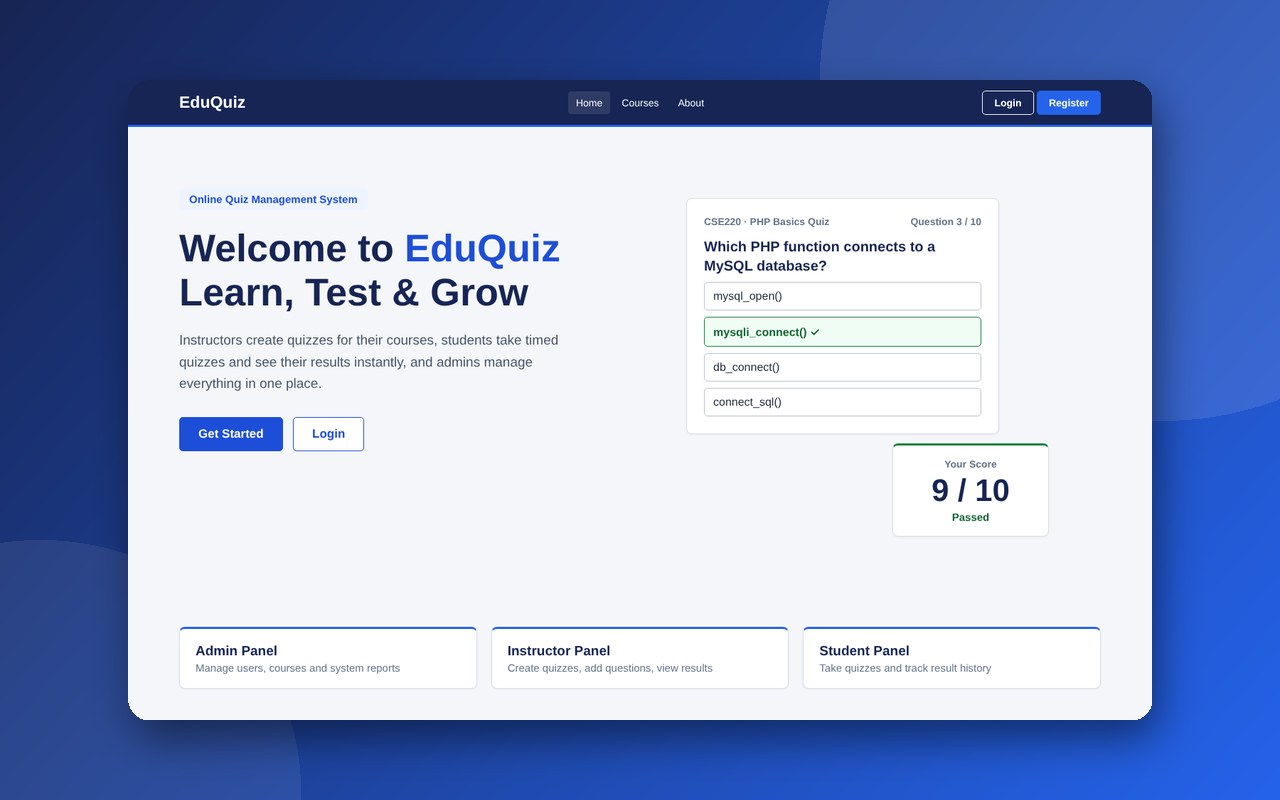 EduQuiz
Home Courses About
Login Register
Online Quiz Management System
Welcome to EduQuiz
Learn, Test & Grow
Instructors create quizzes for their courses, students take timed
quizzes and see their results instantly, and admins manage
everything in one place.
Get Started Login
CSE220 · PHP Basics Quiz Question 3 / 10
Which PHP function connects to a
MySQL database?
mysql_open()
mysqli_connect() ✓
db_connect()
connect_sql()
Your Score
9 / 10
Passed
Admin Panel
Manage users, courses and system reports
Instructor Panel
Create quizzes, add questions, view results
Student Panel
Take quizzes and track result history